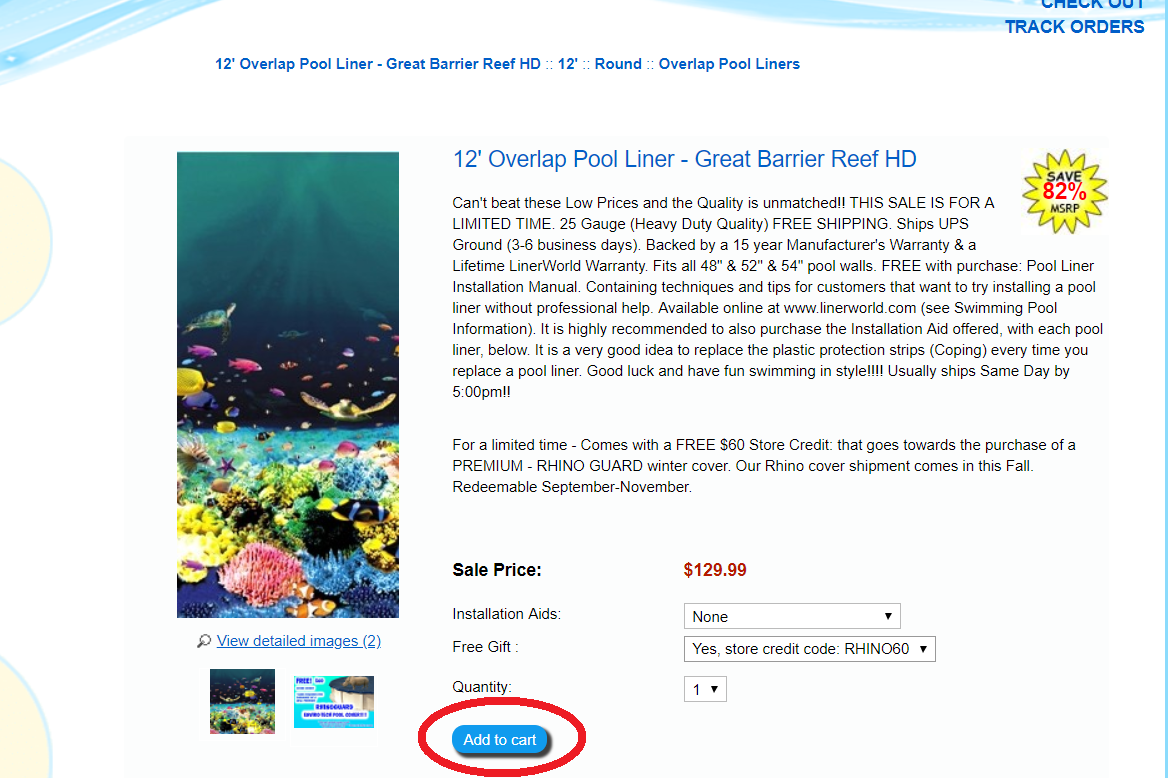 CHECK OUT
TRACK ORDERS
12' Overlap Pool Liner - Great Barrier Reef HD :: 12' :: Round :: Overlap Pool Liners
12' Overlap Pool Liner - Great Barrier Reef HD
SAVE
82%
MSRP
Can't beat these Low Prices and the Quality is unmatched!! THIS SALE IS FOR A
LIMITED TIME. 25 Gauge (Heavy Duty Quality) FREE SHIPPING. Ships UPS
Ground (3-6 business days). Backed by a 15 year Manufacturer's Warranty & a
Lifetime LinerWorld Warranty. Fits all 48" & 52" & 54" pool walls. FREE with purchase: Pool Liner
Installation Manual. Containing techniques and tips for customers that want to try installing a pool
liner without professional help. Available online at www.linerworld.com (see Swimming Pool
Information). It is highly recommended to also purchase the Installation Aid offered, with each pool
liner, below. It is a very good idea to replace the plastic protection strips (Coping) every time you
replace a pool liner. Good luck and have fun swimming in style!!!! Usually ships Same Day by
5:00pm!!
For a limited time - Comes with a FREE $60 Store Credit: that goes towards the purchase of a
PREMIUM - RHINO GUARD winter cover. Our Rhino cover shipment comes in this Fall.
Redeemable September-November.
Sale Price: $129.99
Installation Aids: None
Free Gift : Yes, store credit code: RHINO60
Quantity: 1
Add to cart
View detailed images (2)
FREE! $60
RHINOGUARD